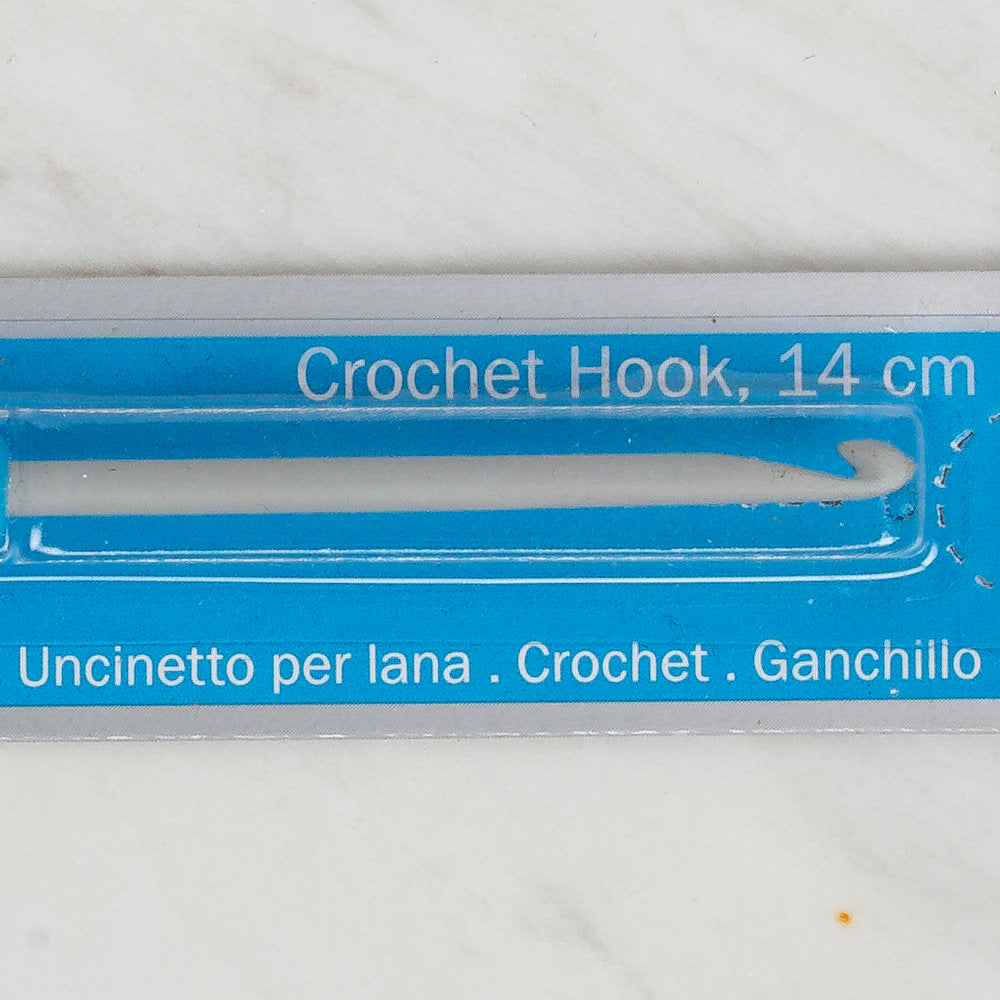 Crochet Hook, 14 cm
Uncinetto per lana . Crochet . Ganchillo